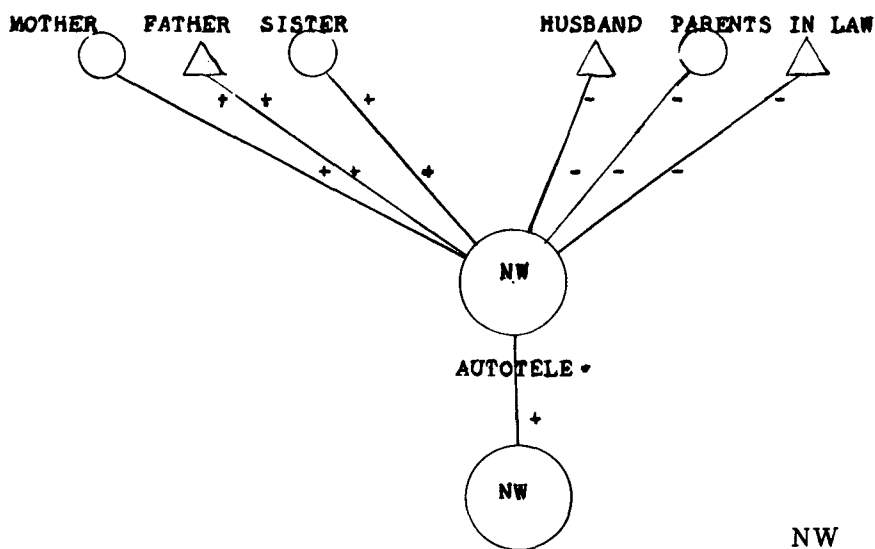 MOTHER FATHER SISTER HUSBAND PARENTS IN LAW
+ + + - - -
+ + + - - -
NW
AUTOTELE
+
NW
NW